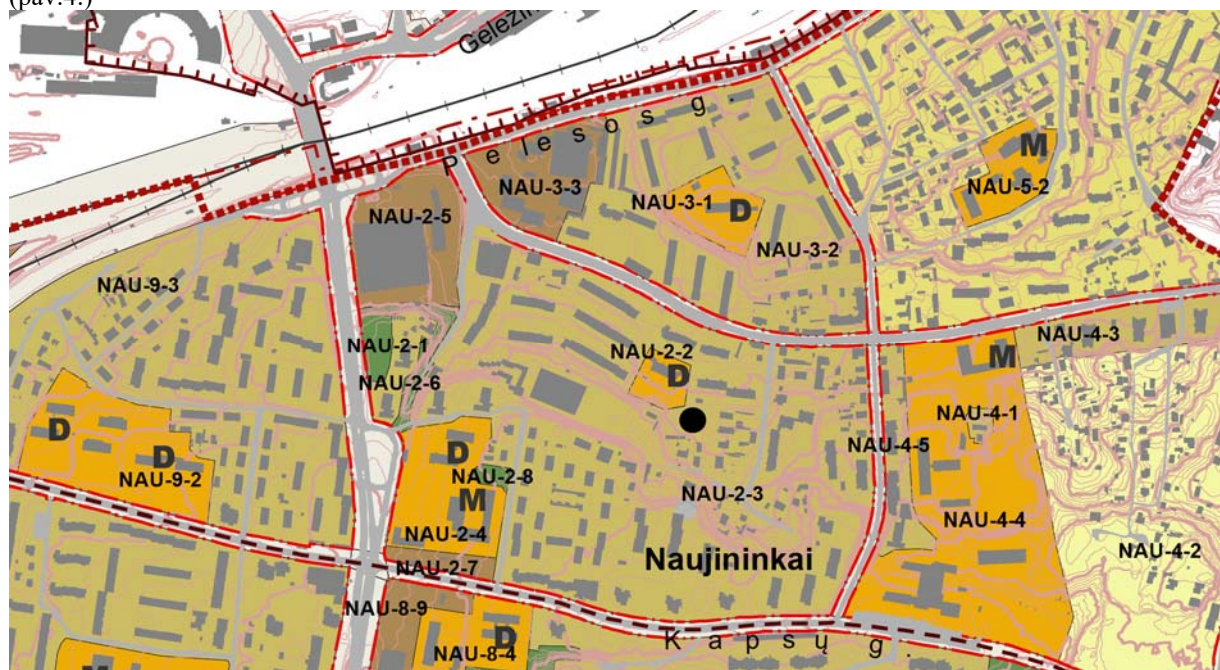 (pav.4.)
Geležin
Pelesos g.
M
NAU-5-2
NAU-3-3
NAU-3-1
D
NAU-2-5
NAU-3-2
NAU-9-3
NAU-4-3
NAU-2-1
NAU-2-2
M
D
NAU-2-6
NAU-4-1
D
D
NAU-9-2
D
NAU-2-8
M
NAU-2-4
NAU-4-5
NAU-2-3
NAU-4-4
NAU-4-2
Naujininkai
NAU-2-7
NAU-8-9
Kapsų g.
D
NAU-8-4